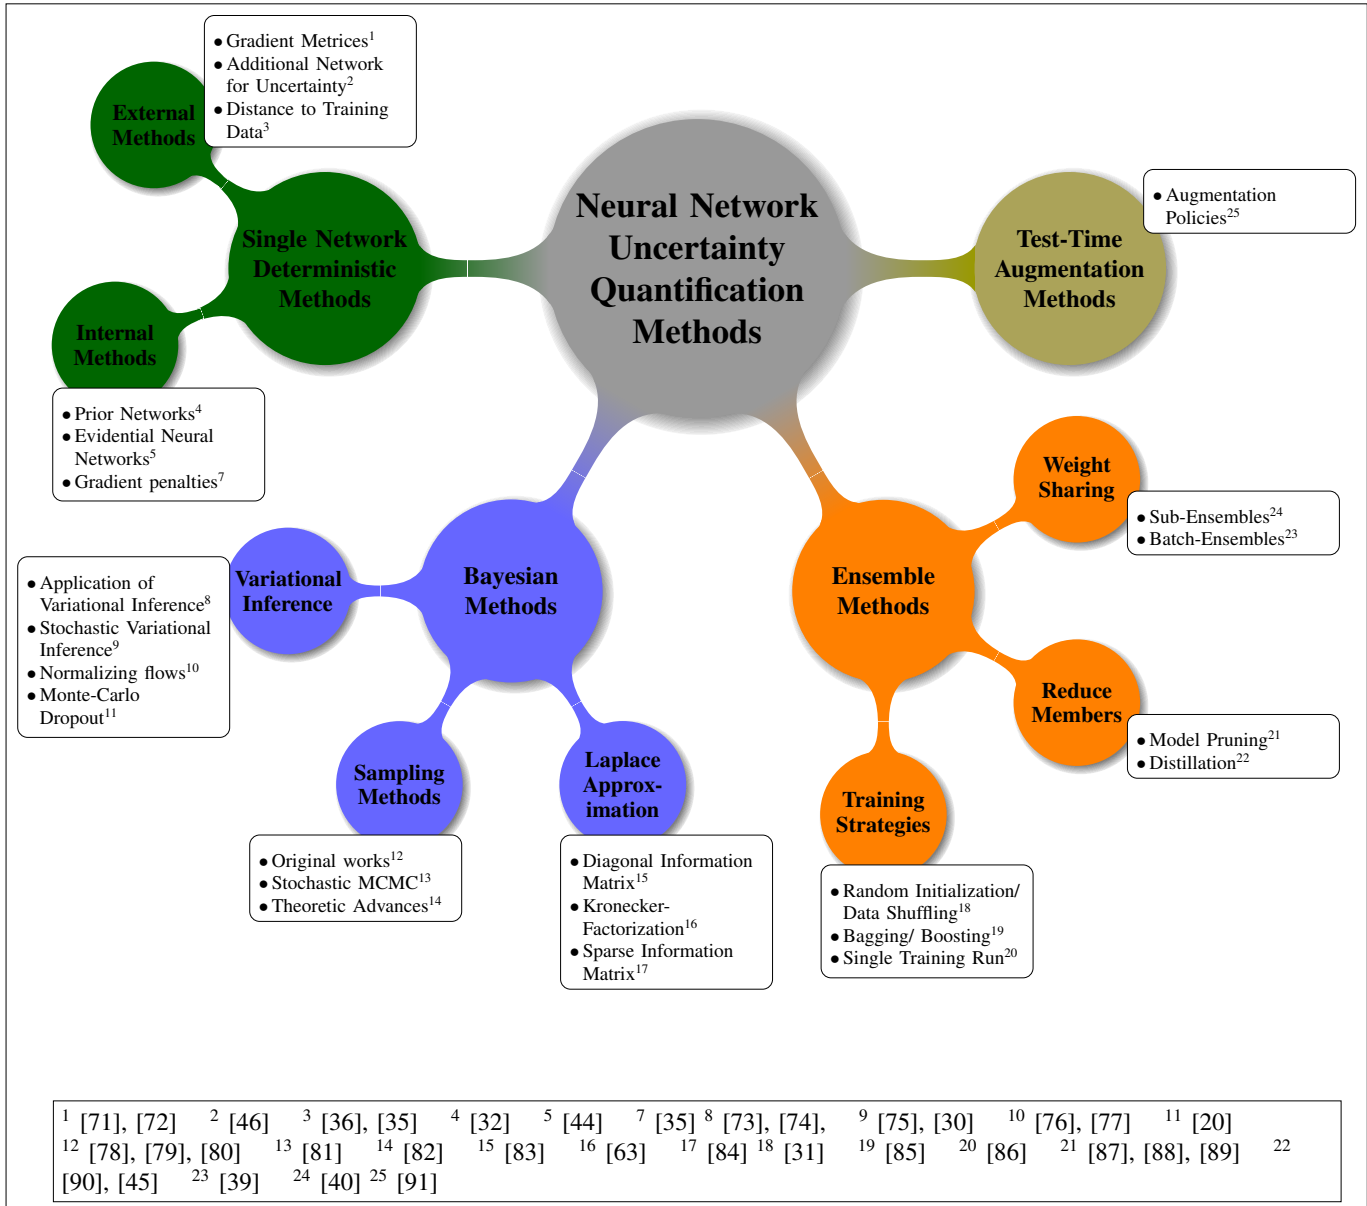 Neural Network
Uncertainty
Quantification
Methods
Single Network
Deterministic
Methods
External
Methods
• Gradient Metrices¹
• Additional Network
for Uncertainty²
• Distance to Training
Data³
Internal
Methods
• Prior Networks⁴
• Evidential Neural
Networks⁵
• Gradient penalties⁷
Test-Time
Augmentation
Methods
• Augmentation
Policies²⁵
Bayesian
Methods
Variational
Inference
• Application of
Variational Inference⁸
• Stochastic Variational
Inference⁹
• Normalizing flows¹⁰
• Monte-Carlo
Dropout¹¹
Sampling
Methods
• Original works¹²
• Stochastic MCMC¹³
• Theoretic Advances¹⁴
Laplace
Approx-
imation
• Diagonal Information
Matrix¹⁵
• Kronecker-
Factorization¹⁶
• Sparse Information
Matrix¹⁷
Ensemble
Methods
Weight
Sharing
• Sub-Ensembles²⁴
• Batch-Ensembles²³
Reduce
Members
• Model Pruning²¹
• Distillation²²
Training
Strategies
• Random Initialization/
Data Shuffling¹⁸
• Bagging/ Boosting¹⁹
• Single Training Run²⁰
¹ [71], [72] ² [46] ³ [36], [35] ⁴ [32] ⁵ [44] ⁷ [35] ⁸ [73], [74], ⁹ [75], [30] ¹⁰ [76], [77] ¹¹ [20]
¹² [78], [79], [80] ¹³ [81] ¹⁴ [82] ¹⁵ [83] ¹⁶ [63] ¹⁷ [84] ¹⁸ [31] ¹⁹ [85] ²⁰ [86] ²¹ [87], [88], [89] ²²
[90], [45] ²³ [39] ²⁴ [40] ²⁵ [91]